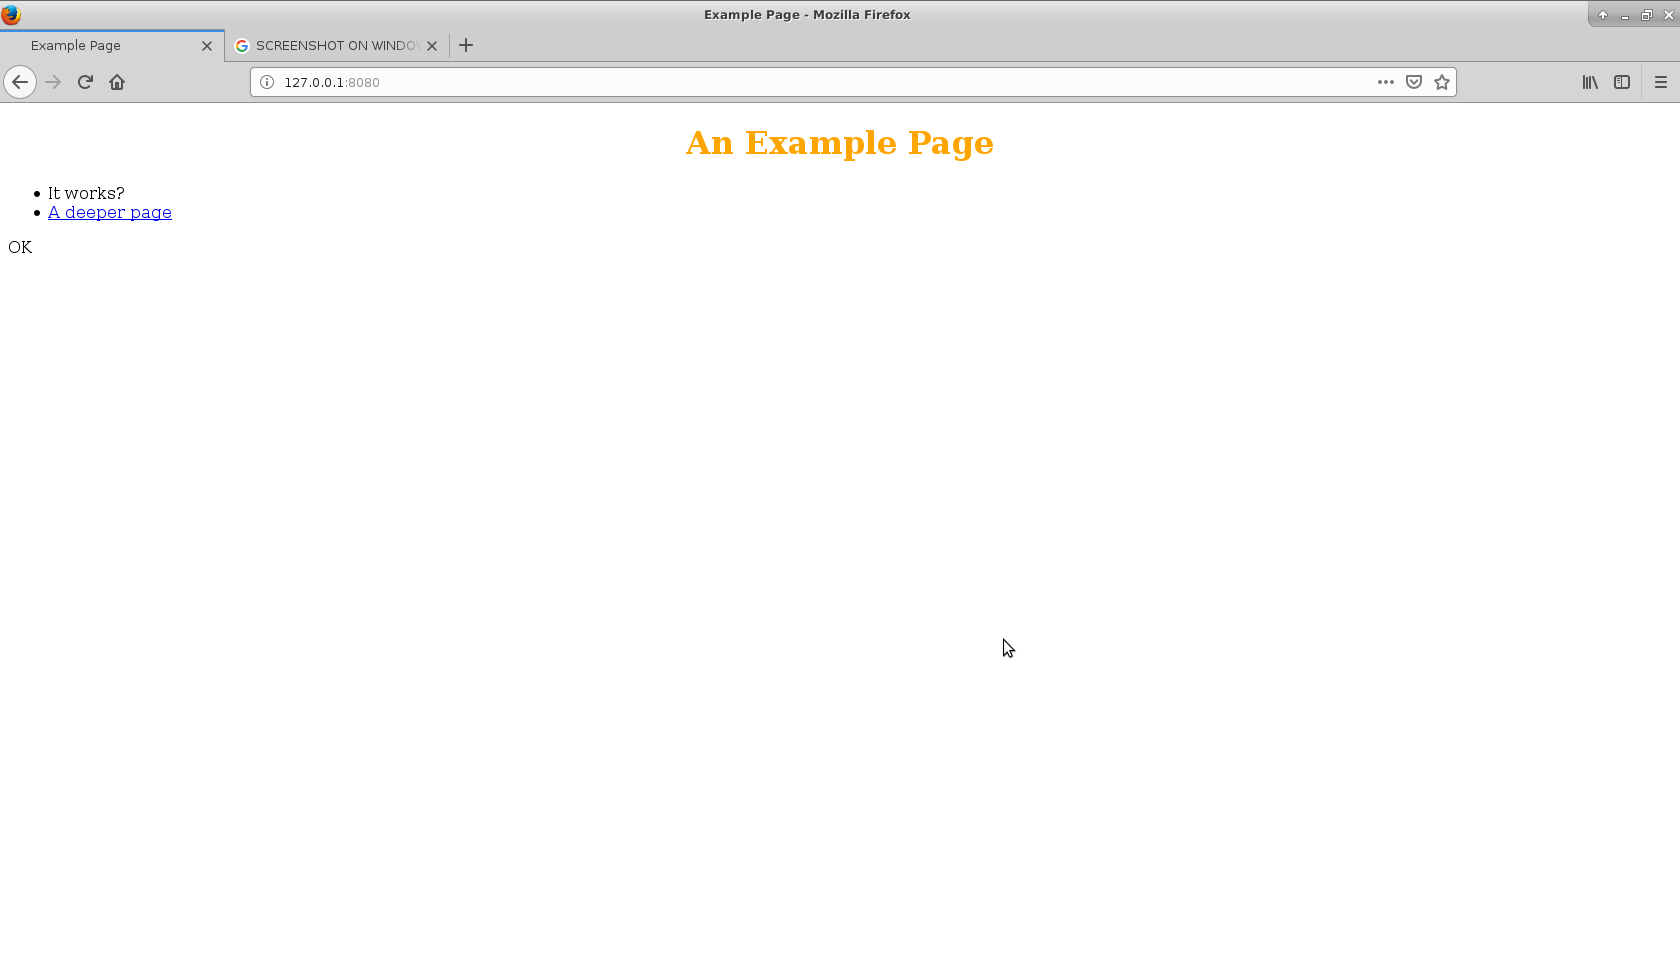 Example Page - Mozilla Firefox
Example Page
SCREENSHOT ON WINDO
127.0.0.1:8080
An Example Page
It works?
A deeper page
OK